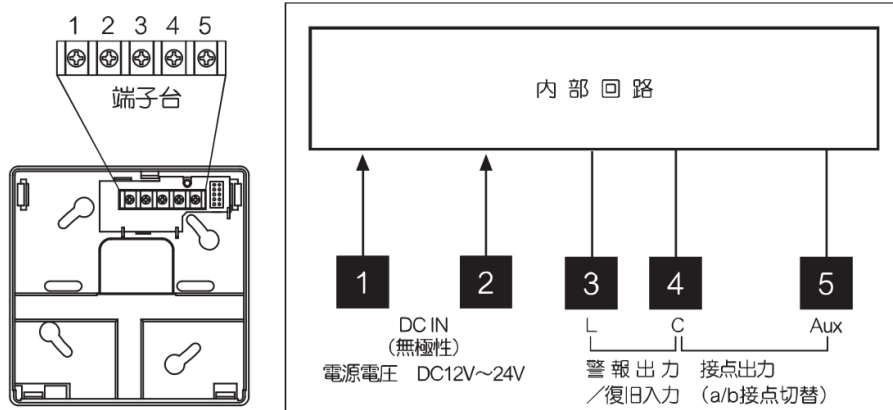 1 2 3 4 5
端子台
内部回路
1 2 3 4 5
L C Aux
DC IN
(無極性)
電源電圧 DC12V～24V
警報出力 接点出力
／復旧入力 (a/b接点切替)